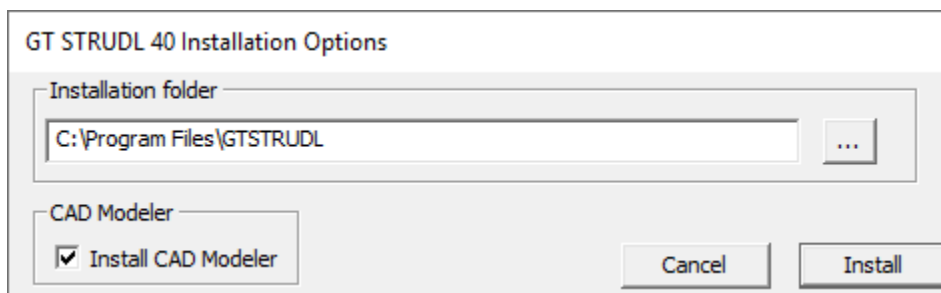 GT STRUDL 40 Installation Options
Installation folder
C:\Program Files\GTSTRUDL
...
CAD Modeler
Install CAD Modeler
Cancel
Install